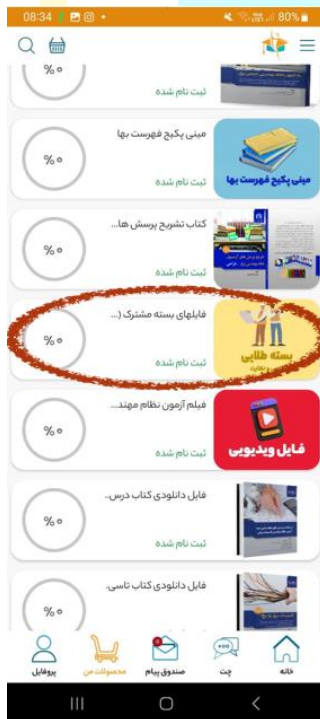 08:34
80%
% ۰
ثبت نام شده
مینی پکیج فهرست بها
% ۰
ثبت نام شده
مینی پکیج فهرست بها
کتاب تشریح پرسش ها...
% ۰
ثبت نام شده
فایلهای بسته مشترک (...
% ۰
ثبت نام شده
بسته طلایی
فیلم آزمون نظام مهند...
% ۰
ثبت نام شده
فایل ویدیویی
فایل دانلودی کتاب درس..
% ۰
ثبت نام شده
فایل دانلودی کتاب تاسی.
% ۰
خانه
چت
صندوق پیام
محصولات من
پروفایل